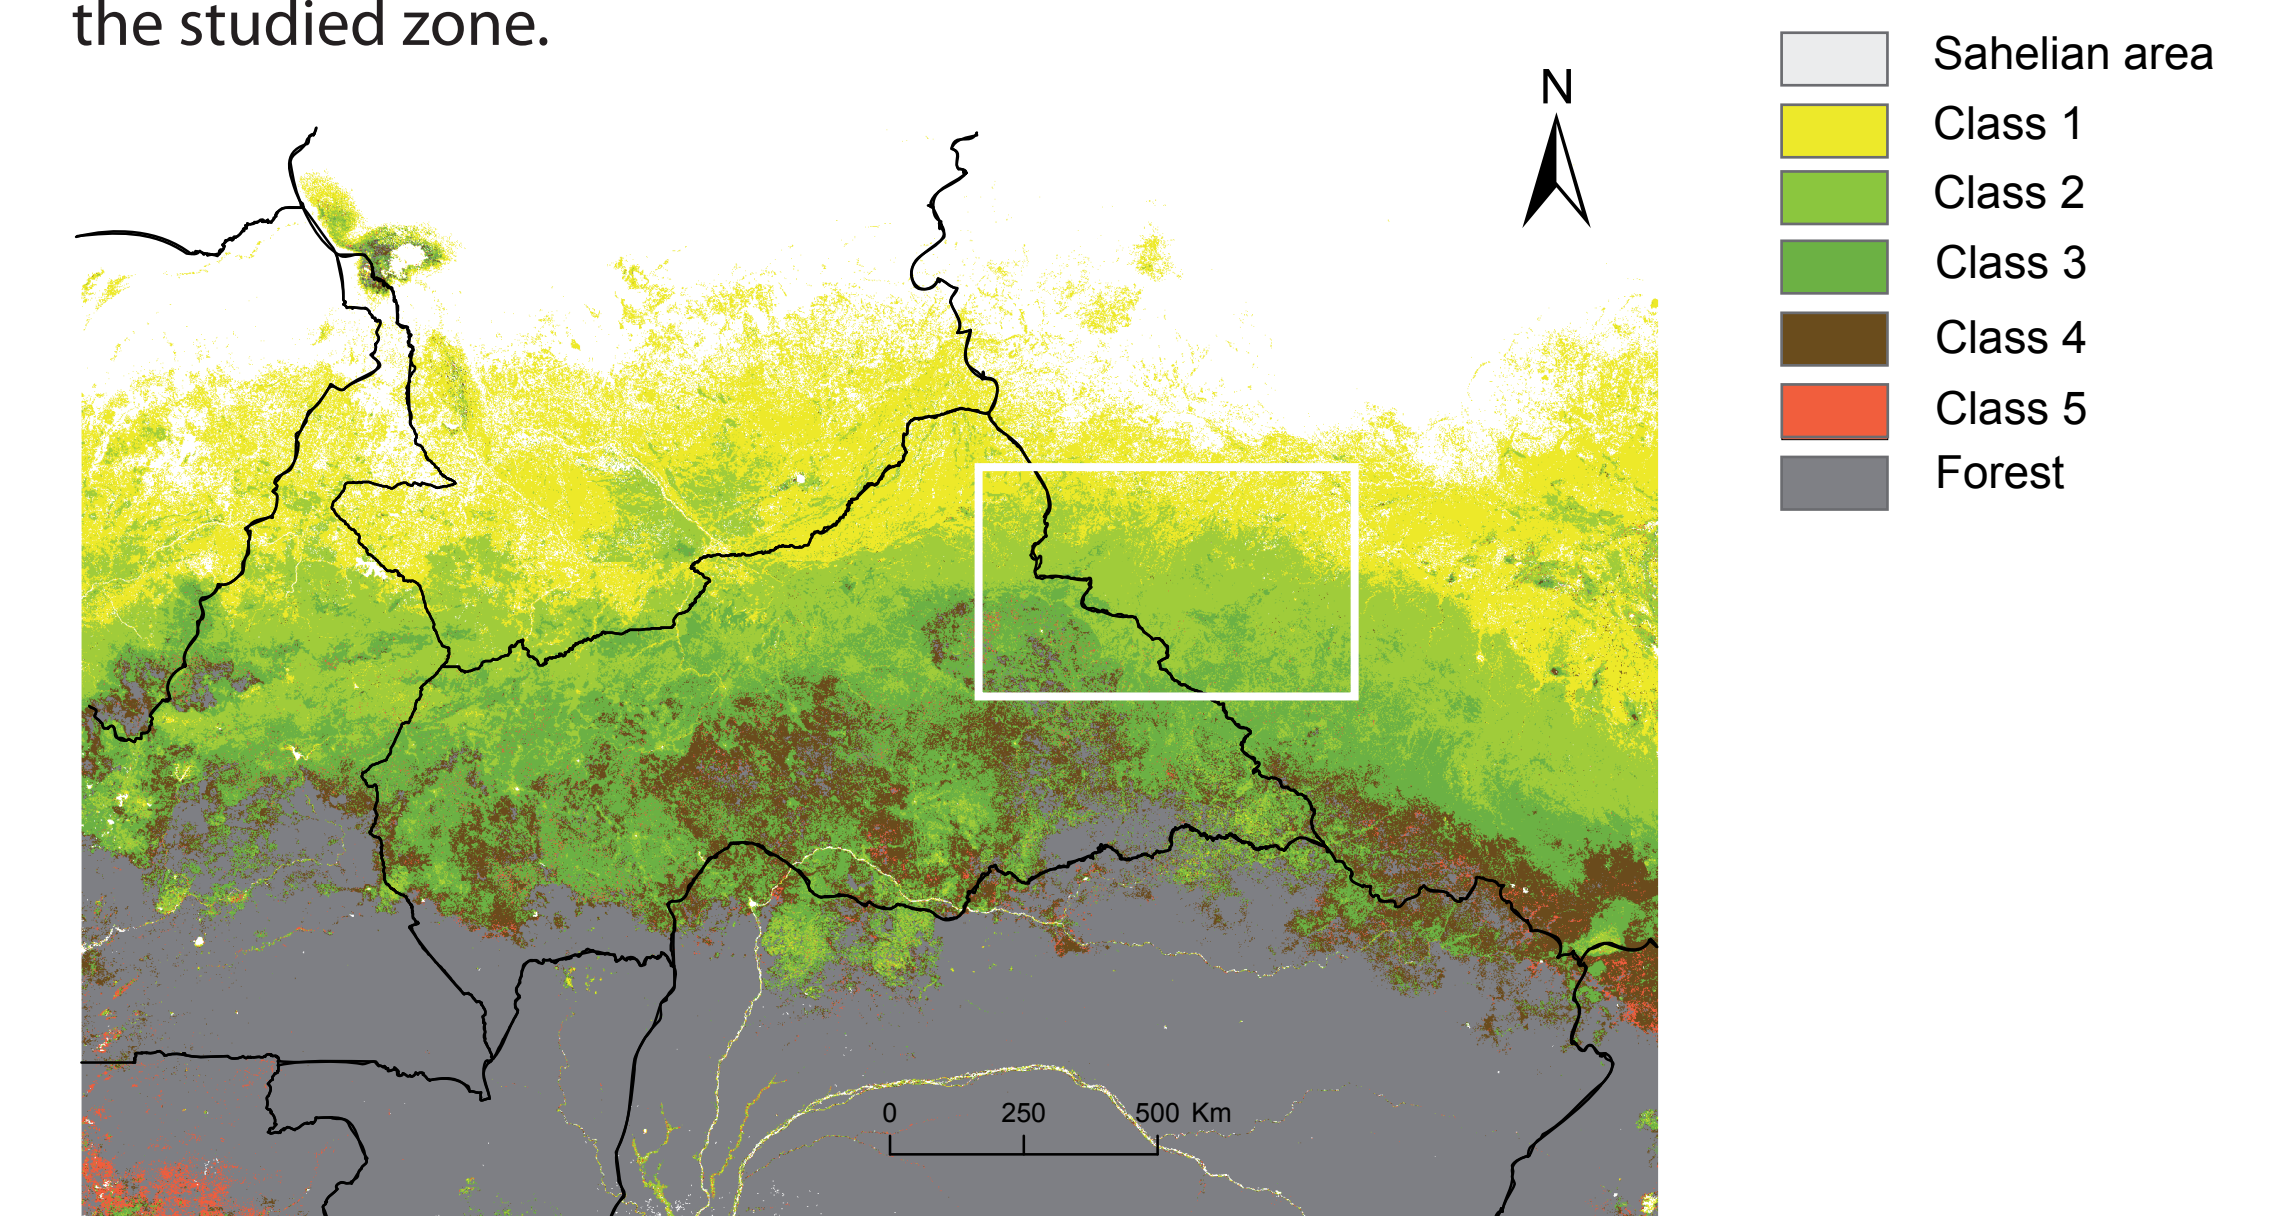 the studied zone.
N
Sahelian area
Class 1
Class 2
Class 3
Class 4
Class 5
Forest
0 250 500 Km